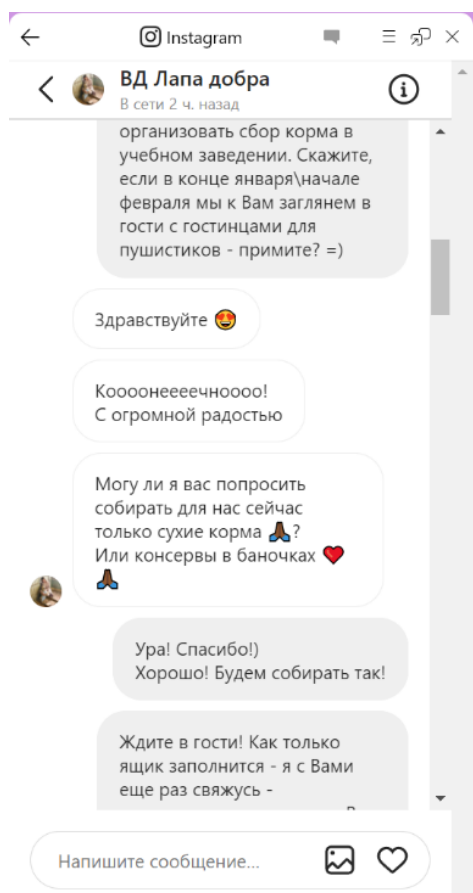 Instagram
ВД Лапа добра
В сети 2 ч. назад
организовать сбор корма в
учебном заведении. Скажите,
если в конце января\начале
февраля мы к Вам заглянем в
гости с гостинцами для
пушистиков - примите? =)
Здравствуйте 😍
Коооонеееечноооо!
С огромной радостью
Могу ли я вас попросить
собирать для нас сейчас
только сухие корма 🙏🏿?
Или консервы в баночках ❤️
🙏🏿
Ура! Спасибо!)
Хорошо! Будем собирать так!
Ждите в гости! Как только
ящик заполнится - я с Вами
еще раз свяжусь -
Напишите сообщение...